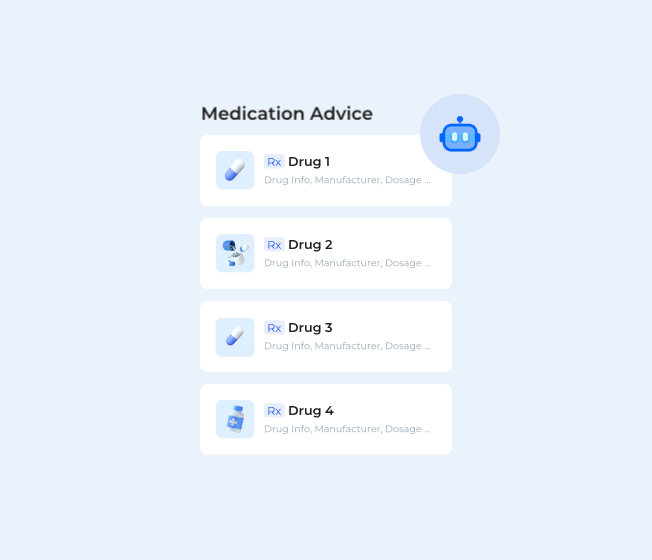 Medication Advice
Rx Drug 1
Drug Info, Manufacturer, Dosage ...
Rx Drug 2
Drug Info, Manufacturer, Dosage ...
Rx Drug 3
Drug Info, Manufacturer, Dosage ...
Rx Drug 4
Drug Info, Manufacturer, Dosage ...